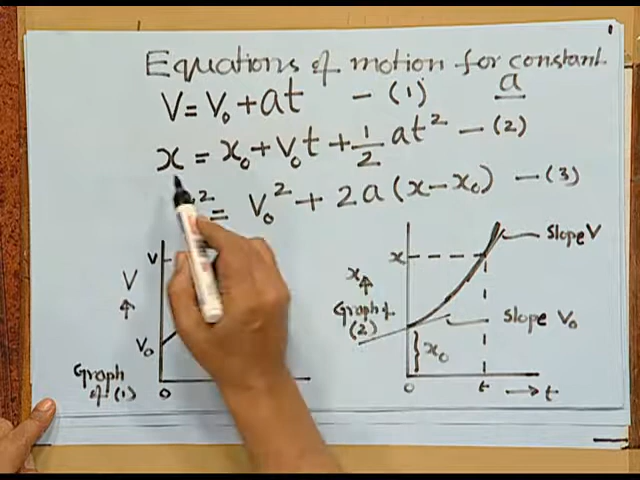 Equations of motion for constant
a
V = V₀ + at - (1)
x = x₀ + V₀t + 1/2 at² - (2)
² = V₀² + 2a(x-x₀) - (3)
V
V
↑
V₀
Graph
of (1)
0
x
x
↑
Graph of
(2)
x₀
0
t
→ t
Slope V
Slope V₀